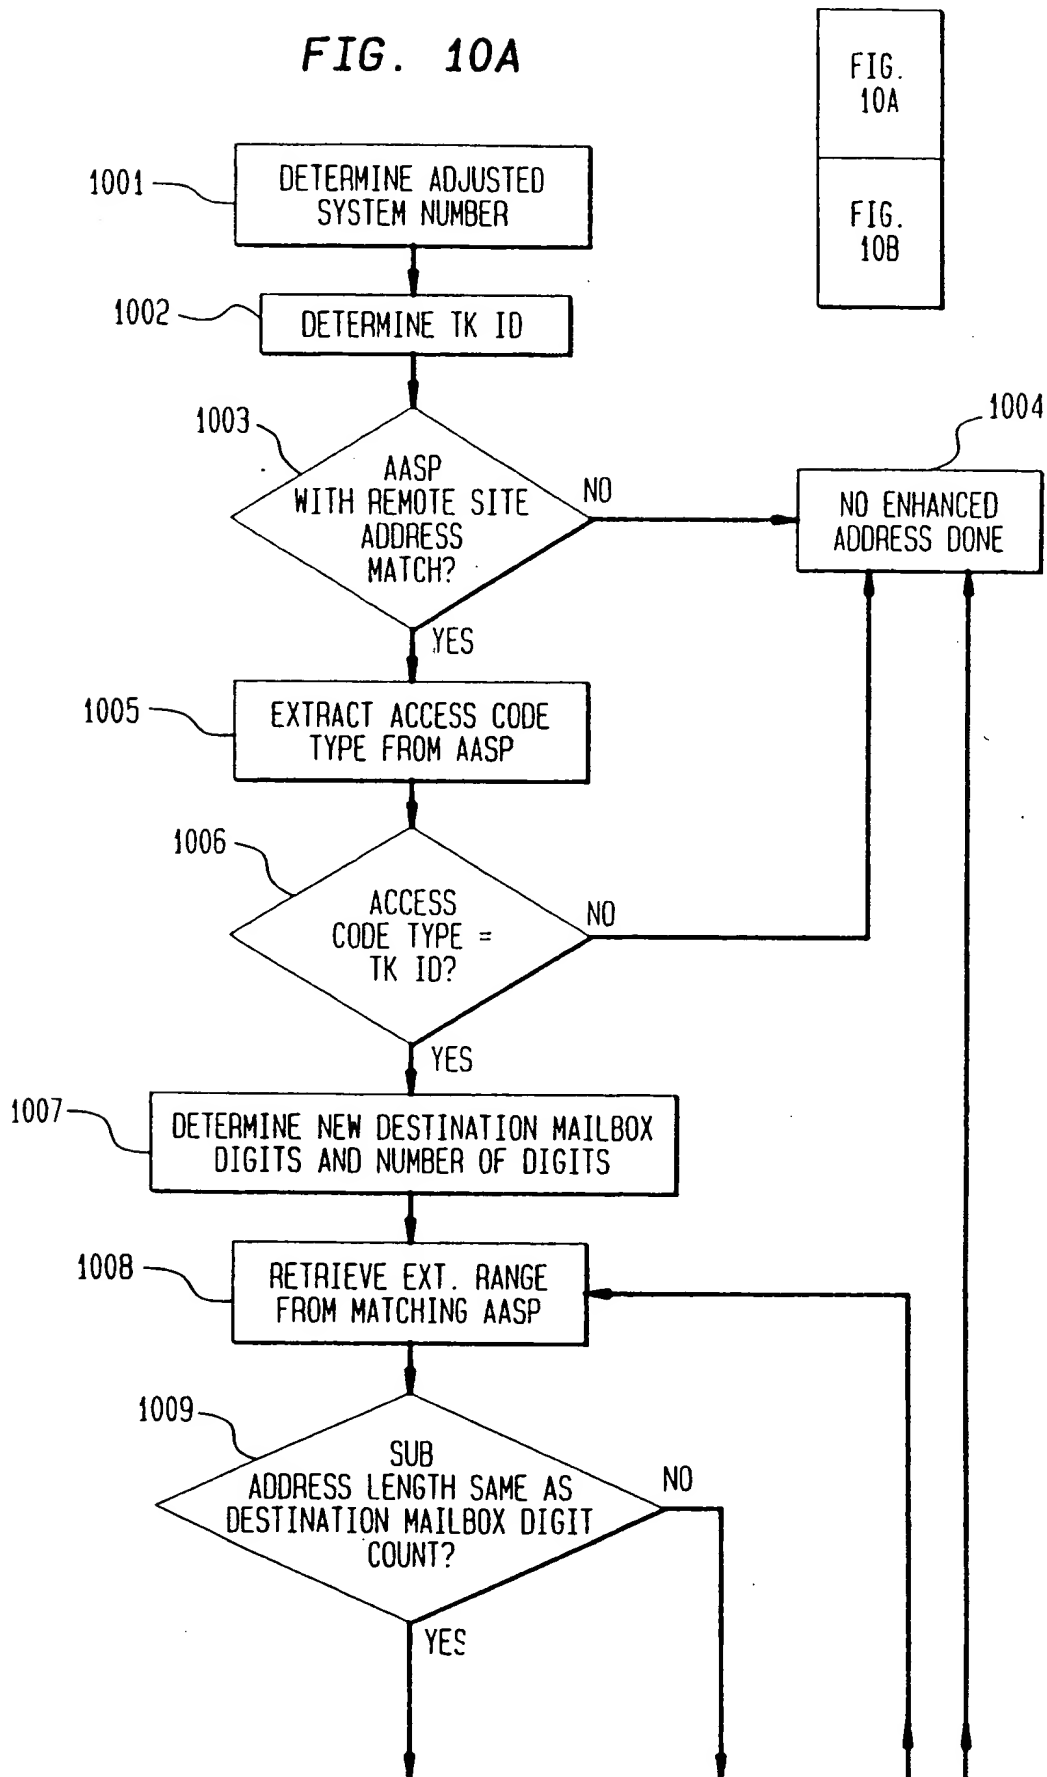 FIG. 10A
FIG.
10A
FIG.
10B
1001
DETERMINE ADJUSTED
SYSTEM NUMBER
1002
DETERMINE TK ID
1003
AASP
WITH REMOTE SITE
ADDRESS
MATCH?
NO
YES
1004
NO ENHANCED
ADDRESS DONE
1005
EXTRACT ACCESS CODE
TYPE FROM AASP
1006
ACCESS
CODE TYPE =
TK ID?
NO
YES
1007
DETERMINE NEW DESTINATION MAILBOX
DIGITS AND NUMBER OF DIGITS
1008
RETRIEVE EXT. RANGE
FROM MATCHING AASP
1009
SUB
ADDRESS LENGTH SAME AS
DESTINATION MAILBOX DIGIT
COUNT?
NO
YES